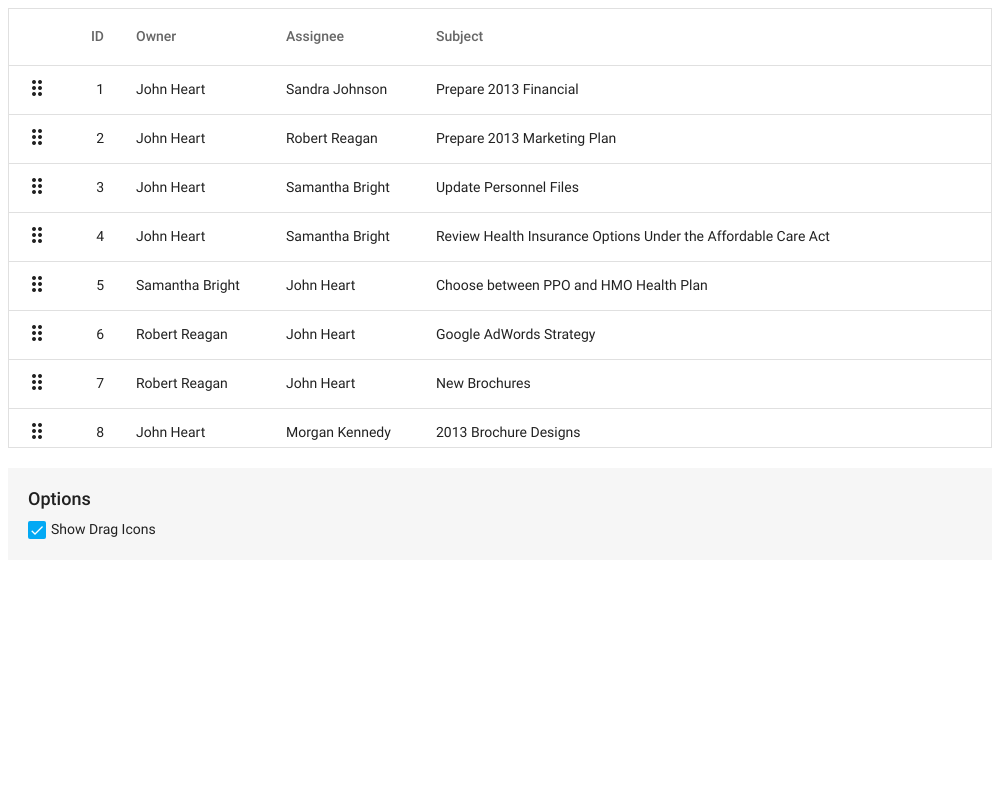 ID Owner Assignee Subject
1 John Heart Sandra Johnson Prepare 2013 Financial
2 John Heart Robert Reagan Prepare 2013 Marketing Plan
3 John Heart Samantha Bright Update Personnel Files
4 John Heart Samantha Bright Review Health Insurance Options Under the Affordable Care Act
5 Samantha Bright John Heart Choose between PPO and HMO Health Plan
6 Robert Reagan John Heart Google AdWords Strategy
7 Robert Reagan John Heart New Brochures
8 John Heart Morgan Kennedy 2013 Brochure Designs
Options
Show Drag Icons